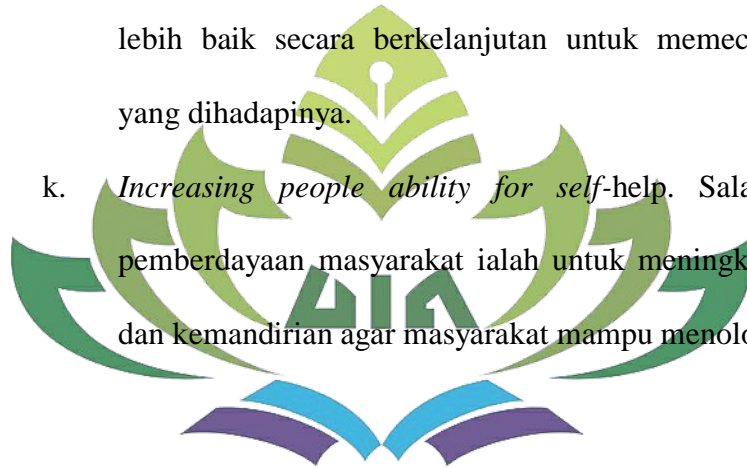 lebih baik secara berkelanjutan untuk memec
yang dihadapinya.
k. Increasing people ability for self-help. Sala
pemberdayaan masyarakat ialah untuk meningk
UIN
dan kemandirian agar masyarakat mampu menolo